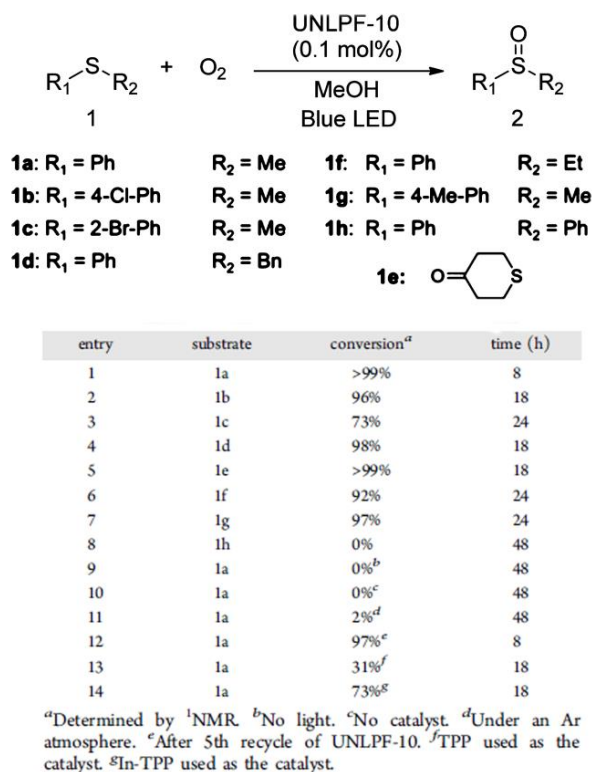 UNLPF-10
(0.1 mol%)
R₁ S R₂ + O₂ R₁ S R₂ O
MeOH
1 Blue LED 2
1a: R₁ = Ph R₂ = Me 1f: R₁ = Ph R₂ = Et
1b: R₁ = 4-Cl-Ph R₂ = Me 1g: R₁ = 4-Me-Ph R₂ = Me
1c: R₁ = 2-Br-Ph R₂ = Me 1h: R₁ = Ph R₂ = Ph
1d: R₁ = Ph R₂ = Bn 1e: O S
entry substrate conversionᵃ time (h)
1 1a >99% 8
2 1b 96% 18
3 1c 73% 24
4 1d 98% 18
5 1e >99% 18
6 1f 92% 24
7 1g 97% 24
8 1h 0% 48
9 1a 0%ᵇ 48
10 1a 0%ᶜ 48
11 1a 2%ᵈ 48
12 1a 97%ᵉ 8
13 1a 31%ᶠ 18
14 1a 73%ᵍ 18
ᵃDetermined by ¹NMR. ᵇNo light. ᶜNo catalyst. ᵈUnder an Ar
atmosphere. ᵉAfter 5th recycle of UNLPF-10. ᶠTPP used as the
catalyst. ᵍIn-TPP used as the catalyst.